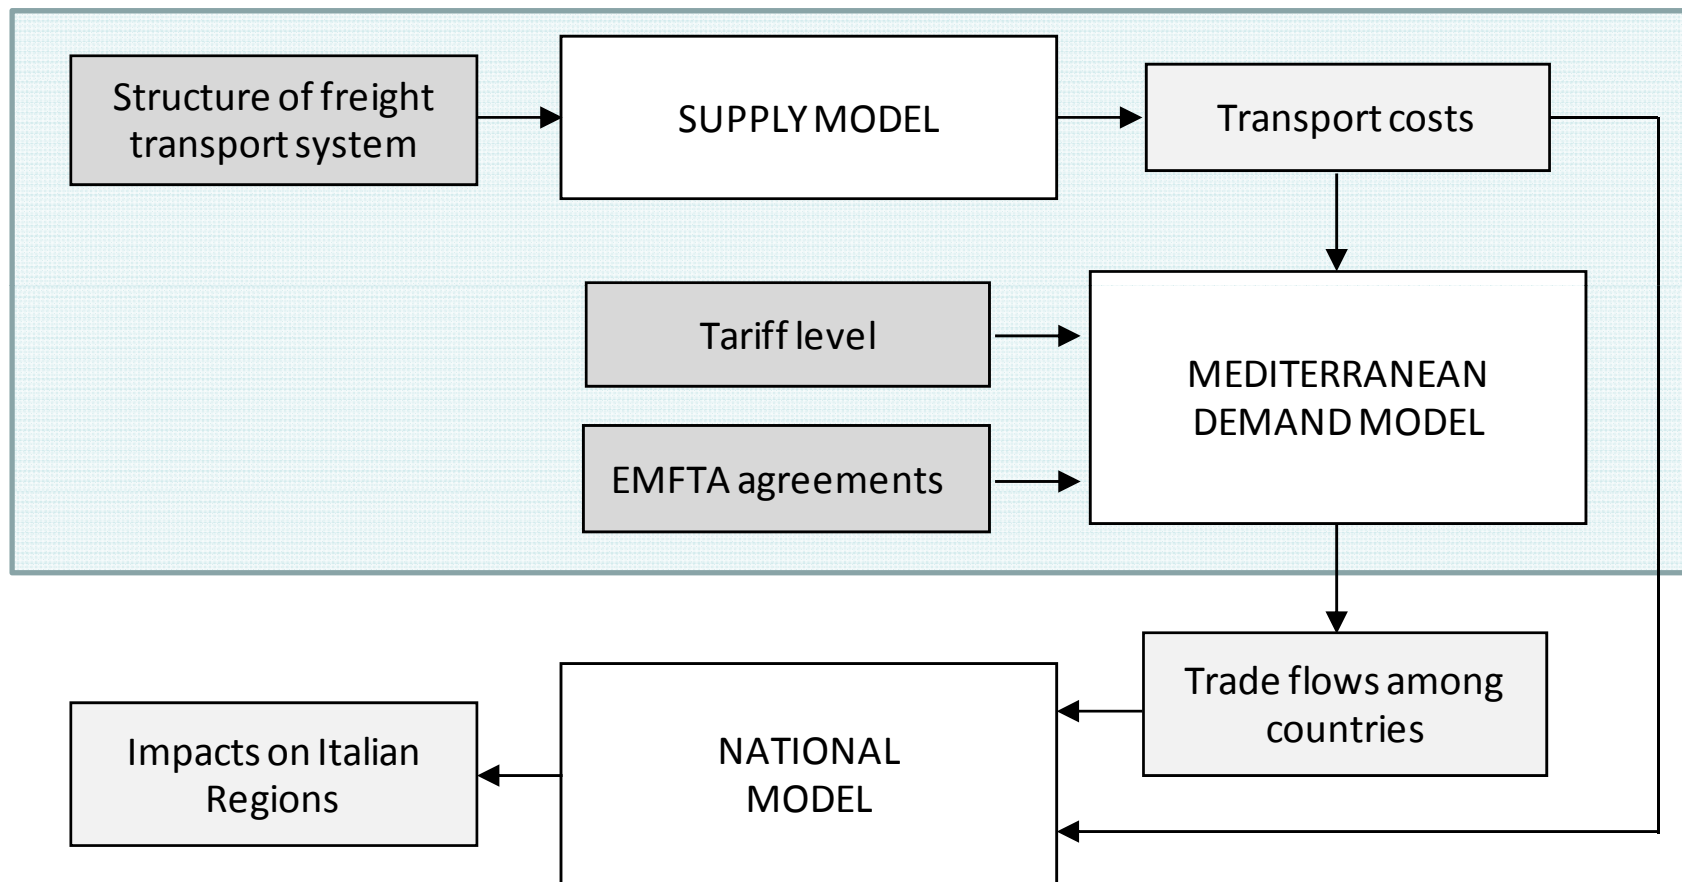 Structure of freight
transport system
SUPPLY MODEL
Transport costs
Tariff level
MEDITERRANEAN
DEMAND MODEL
EMFTA agreements
Trade flows among
countries
NATIONAL
MODEL
Impacts on Italian
Regions